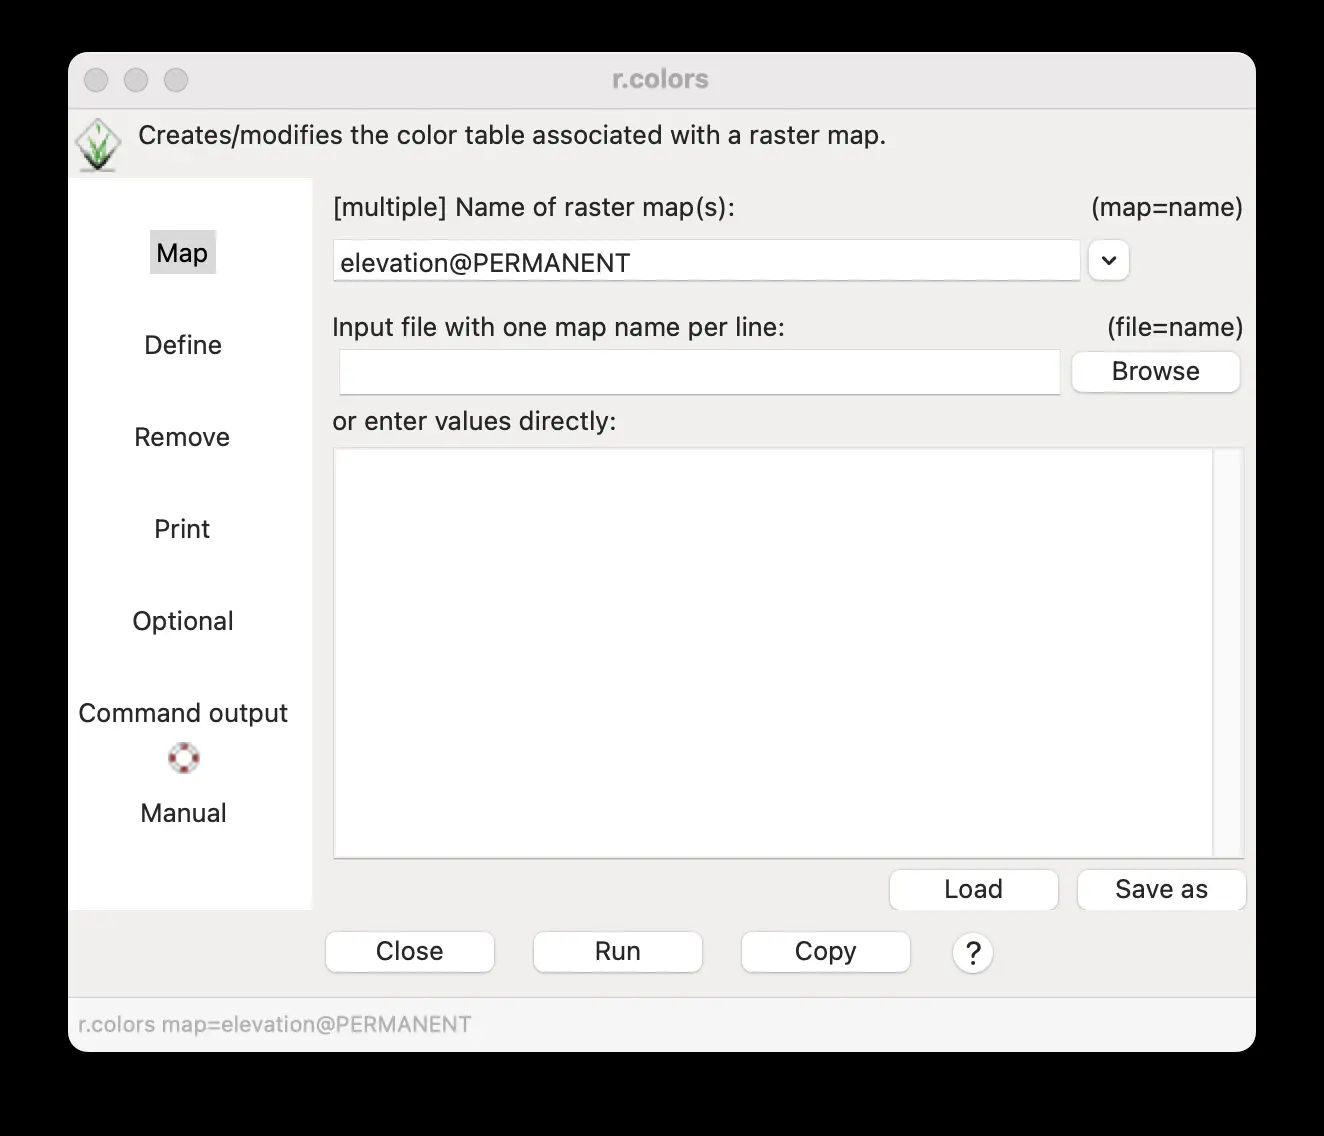 r.colors
Creates/modifies the color table associated with a raster map.
Map
Define
Remove
Print
Optional
Command output
Manual
[multiple] Name of raster map(s): (map=name)
elevation@PERMANENT
Input file with one map name per line: (file=name)
Browse
or enter values directly:
Load Save as
Close Run Copy ?
r.colors map=elevation@PERMANENT